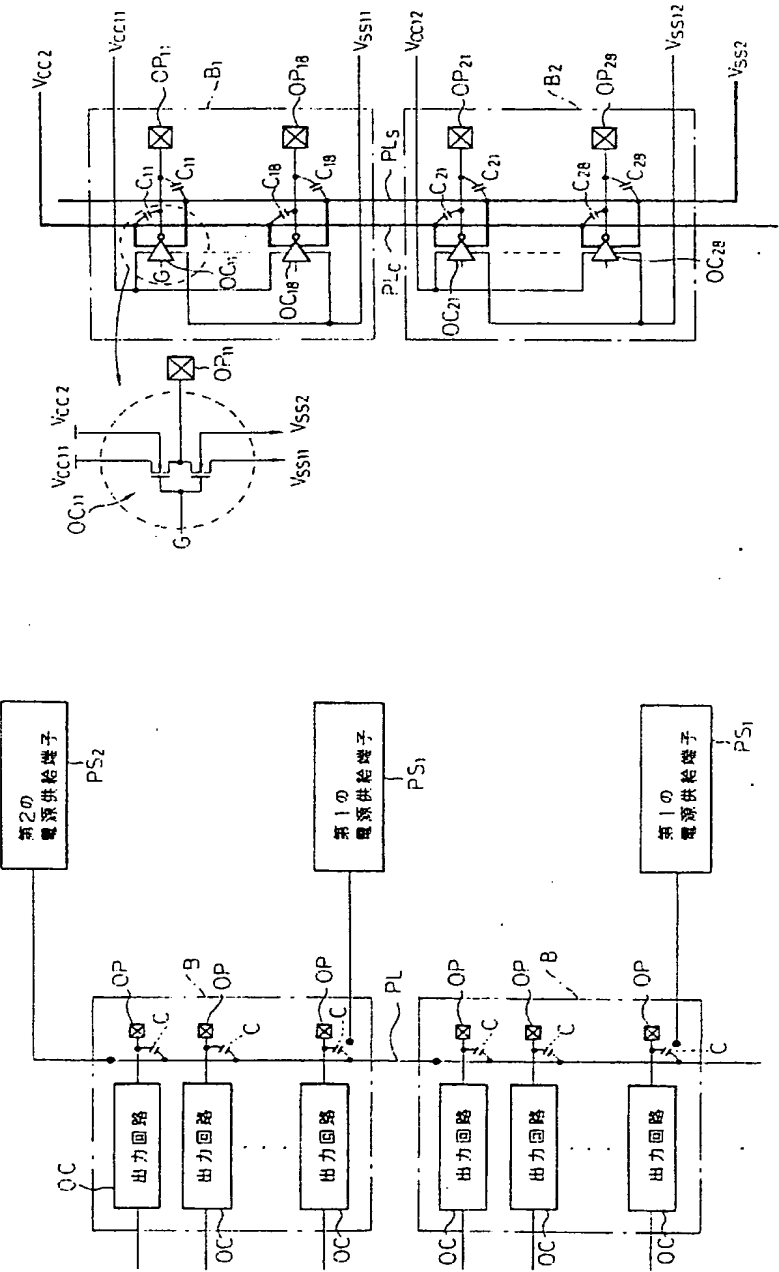 VCC2
VCC11
OP11
B1
OP18
VSS11
VCC12
OP21
B2
OP28
VSS12
VSS2
C11
C11
C18
C18
PLS
C21
C21
C28
C28
PLC
G
OC11
OC18
OC21
OC28
OP11
VCC2
VCC11
VSS2
VSS11
OC11
G
第2の
電源供給端子
PS2
第1の
電源供給端子
PS1
第1の
電源供給端子
PS1
B
OP
C
OP
C
OP
C
PL
B
OP
C
OP
C
OP
C
OC
出力回路
出力回路
OC
出力回路
OC
出力回路
OC
出力回路
OC
出力回路
OC